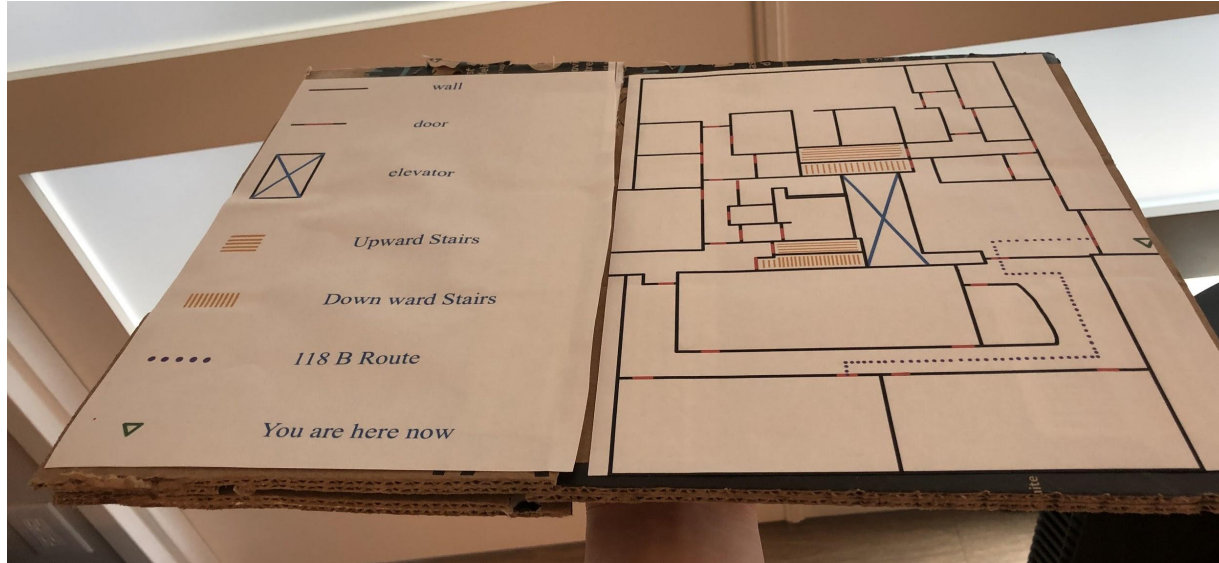 wall
door
elevator
Upward Stairs
Down ward Stairs
118 B Route
You are here now